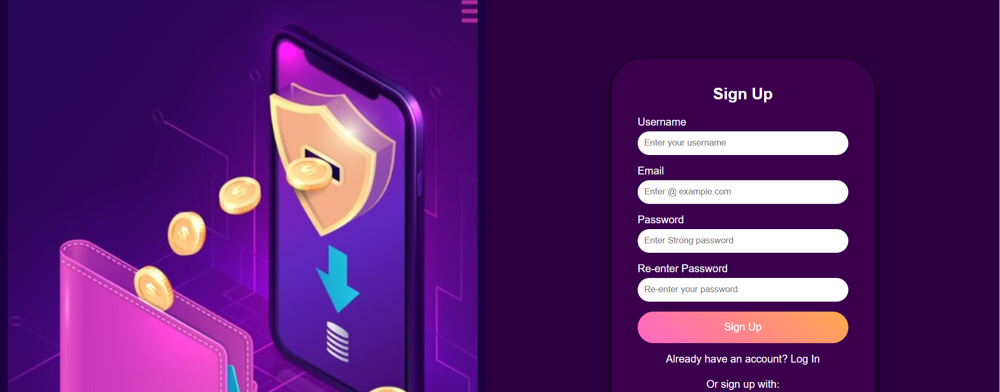 Sign Up
Username
Enter your username
Email
Enter @ example.com
Password
Enter Strong password
Re-enter Password
Re-enter your password
Sign Up
Already have an account? Log In
Or sign up with: